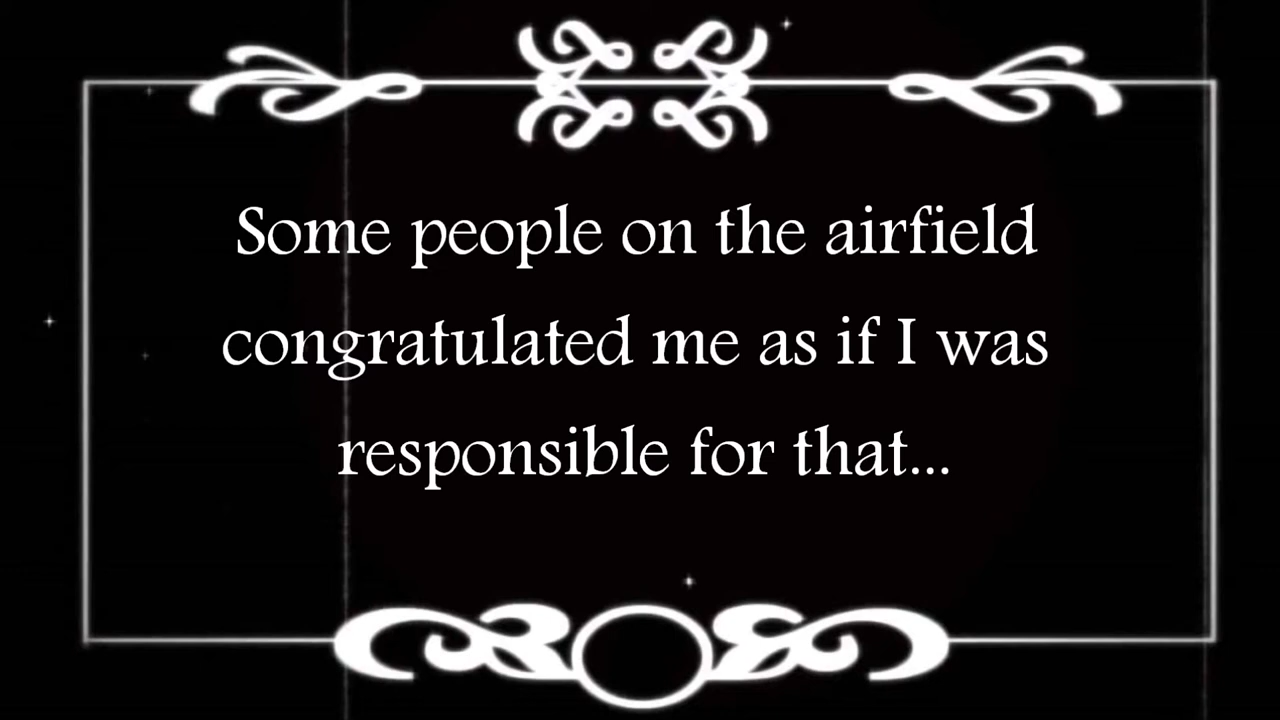 Some people on the airfield
congratulated me as if I was
responsible for that...